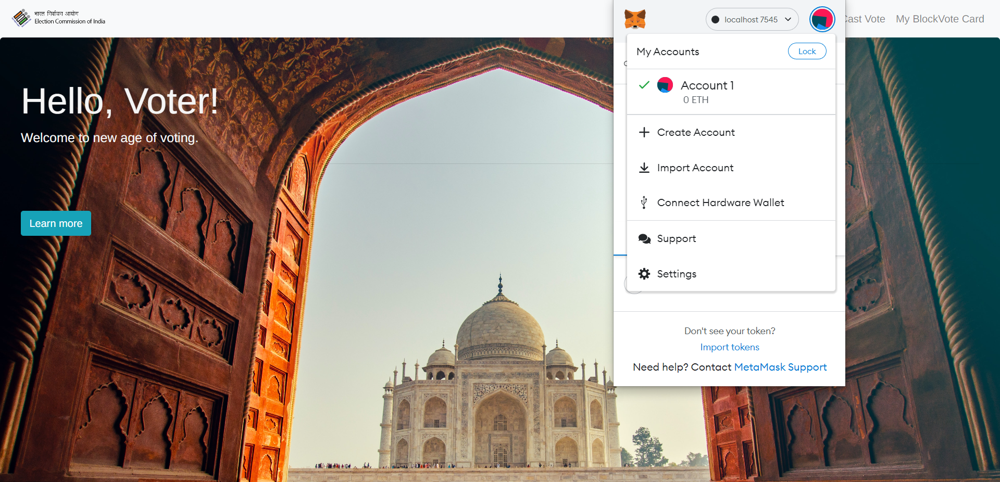 भारत निर्वाचन आयोग
Election Commission of India
localhost 7545
Cast Vote
My BlockVote Card
Hello, Voter!
Welcome to new age of voting.
Learn more
My Accounts
Lock
Account 1
0 ETH
Create Account
Import Account
Connect Hardware Wallet
Support
Settings
Don't see your token?
Import tokens
Need help? Contact MetaMask Support